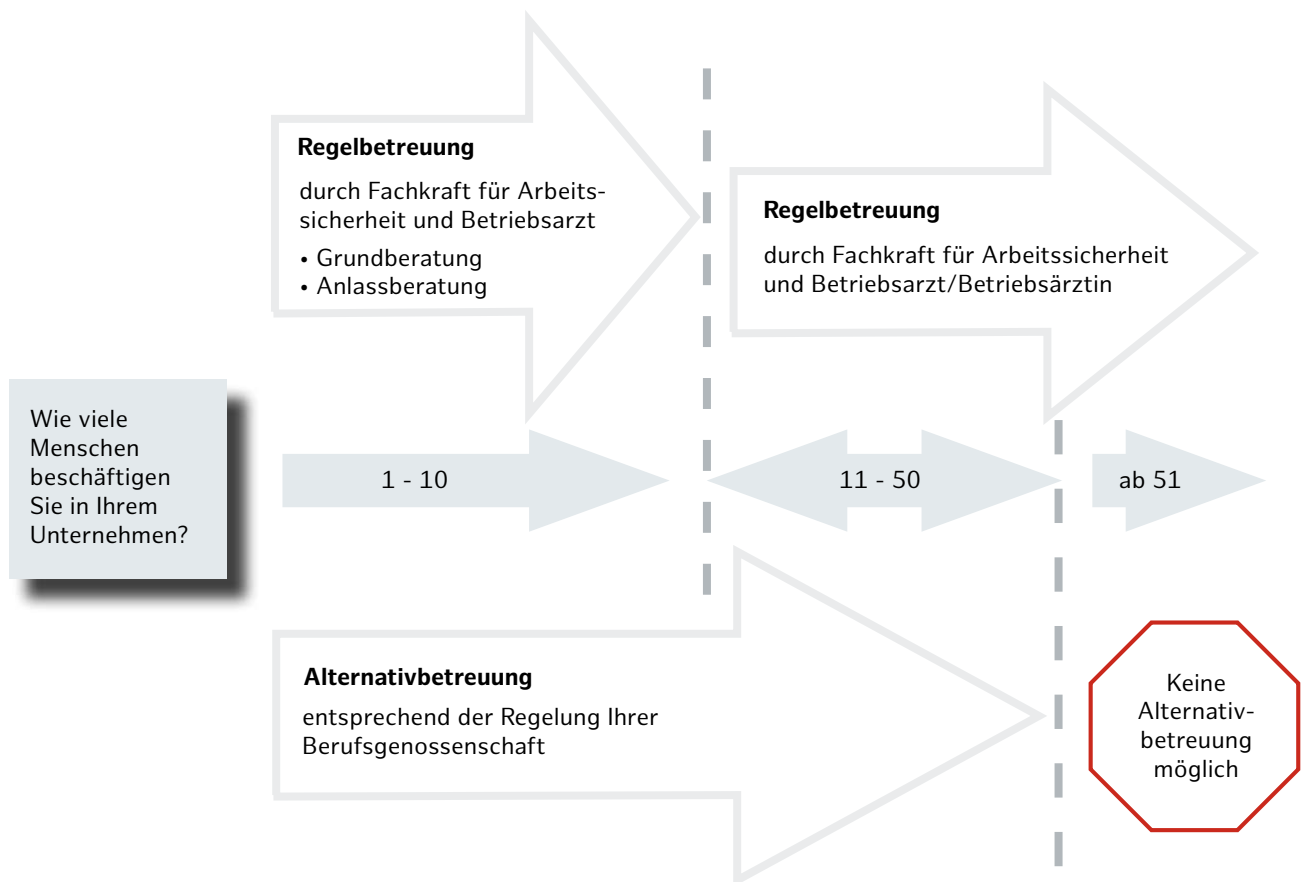 Regelbetreuung
durch Fachkraft für Arbeits-
sicherheit und Betriebsarzt
• Grundberatung
• Anlassberatung
Regelbetreuung
durch Fachkraft für Arbeitssicherheit
und Betriebsarzt/Betriebsärztin
Wie viele
Menschen
beschäftigen
Sie in Ihrem
Unternehmen?
1 - 10
11 - 50
ab 51
Alternativbetreuung
entsprechend der Regelung Ihrer
Berufsgenossenschaft
Keine
Alternativ-
betreuung
möglich